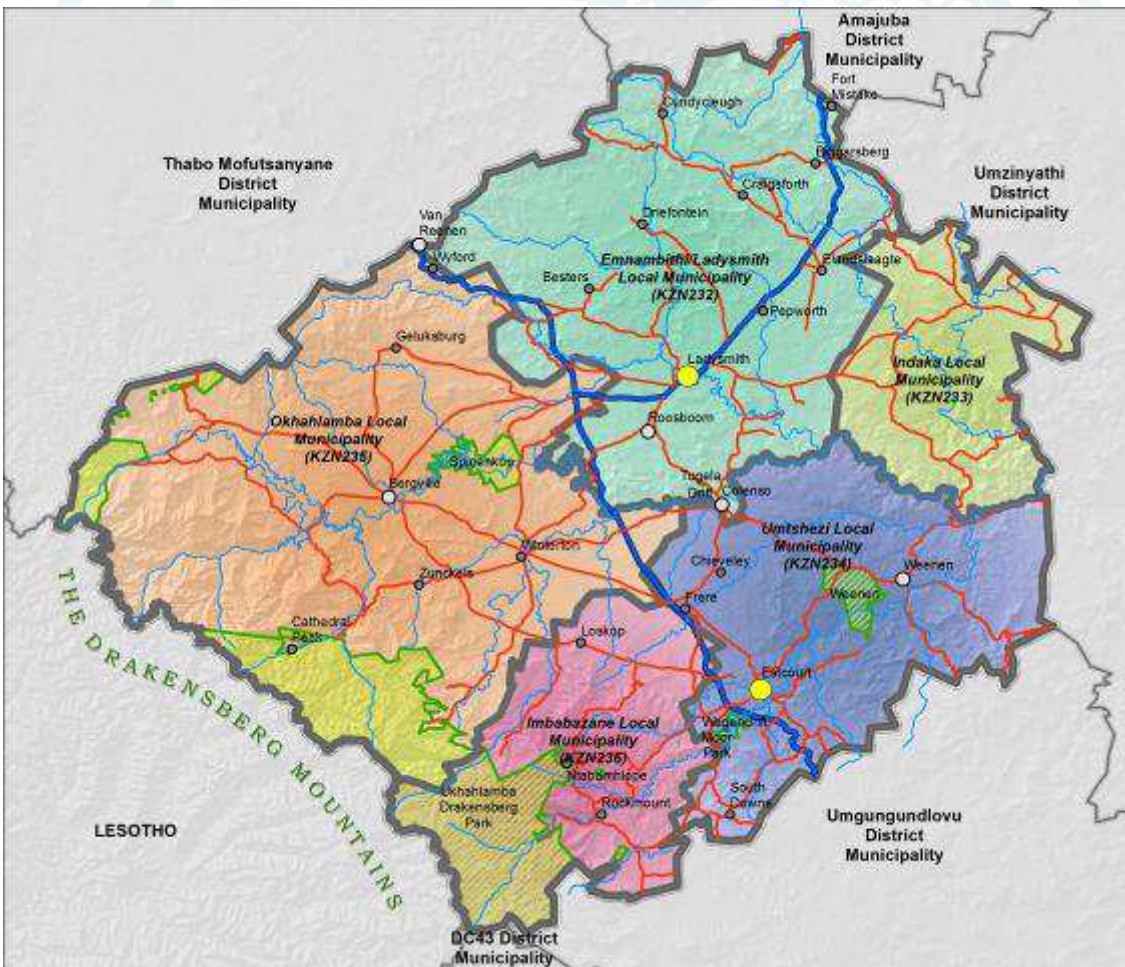 Amajuba
District
Municipality
Fort
Mistake
Cundycleugh
Thabo Mofutsanyane
District
Municipality
Biggarsberg
Umzinyathi
District
Municipality
Craigsforth
Van
Reenen
Driefontein
Wyford
Emnambithi/Ladysmith
Local Municipality
(KZN232)
Elandslaagte
Besters
Pepworth
Geluksburg
Ladysmith
Indaka Local
Municipality
(KZN233)
Okhahlamba Local
Municipality
(KZN235)
Roosboom
Spioenkop
Tugela
Drift
Colenso
Bergville
Umtshezi Local
Municipality
(KZN234)
Winterton
Chieveley
Weenen
Zunckels
Weenen
Frere
THE DRAKENSBERG MOUNTAINS
Cathedral
Peak
Loskop
Estcourt
Imbabazane Local
Municipality
(KZN236)
Moor
Park
Ntabamhlope
Ukhahlamba
Drakensberg
Park
Rockmount
South
Downs
LESOTHO
Umgungundlovu
District
Municipality
DC43 District
Municipality